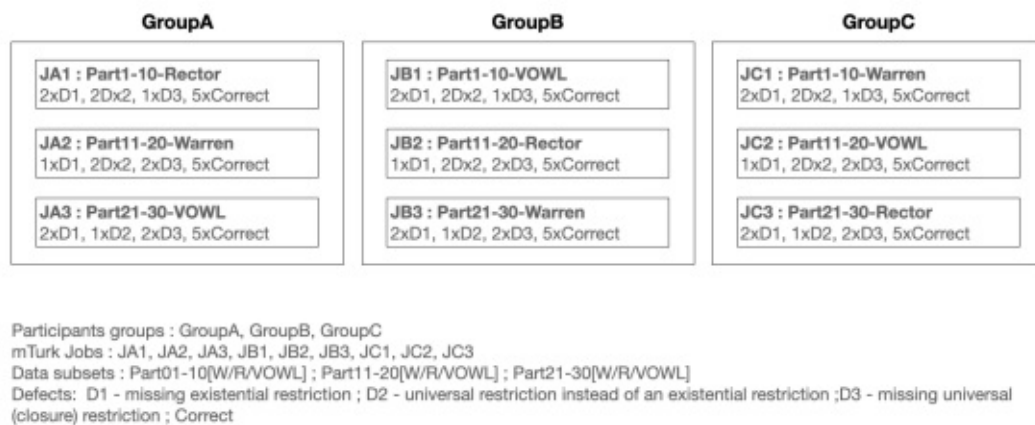 GroupA GroupB GroupC
JA1 : Part1-10-Rector
2xD1, 2Dx2, 1xD3, 5xCorrect
JA2 : Part11-20-Warren
1xD1, 2Dx2, 2xD3, 5xCorrect
JA3 : Part21-30-VOWL
2xD1, 1xD2, 2xD3, 5xCorrect
JB1 : Part1-10-VOWL
2xD1, 2Dx2, 1xD3, 5xCorrect
JB2 : Part11-20-Rector
1xD1, 2Dx2, 2xD3, 5xCorrect
JB3 : Part21-30-Warren
2xD1, 1xD2, 2xD3, 5xCorrect
JC1 : Part1-10-Warren
2xD1, 2Dx2, 1xD3, 5xCorrect
JC2 : Part11-20-VOWL
1xD1, 2Dx2, 2xD3, 5xCorrect
JC3 : Part21-30-Rector
2xD1, 1xD2, 2xD3, 5xCorrect
Participants groups : GroupA, GroupB, GroupC
mTurk Jobs : JA1, JA2, JA3, JB1, JB2, JB3, JC1, JC2, JC3
Data subsets : Part01-10[W/R/VOWL] ; Part11-20[W/R/VOWL] ; Part21-30[W/R/VOWL]
Defects:  D1 - missing existential restriction ; D2 - universal restriction instead of an existential restriction ;D3 - missing universal
(closure) restriction ; Correct